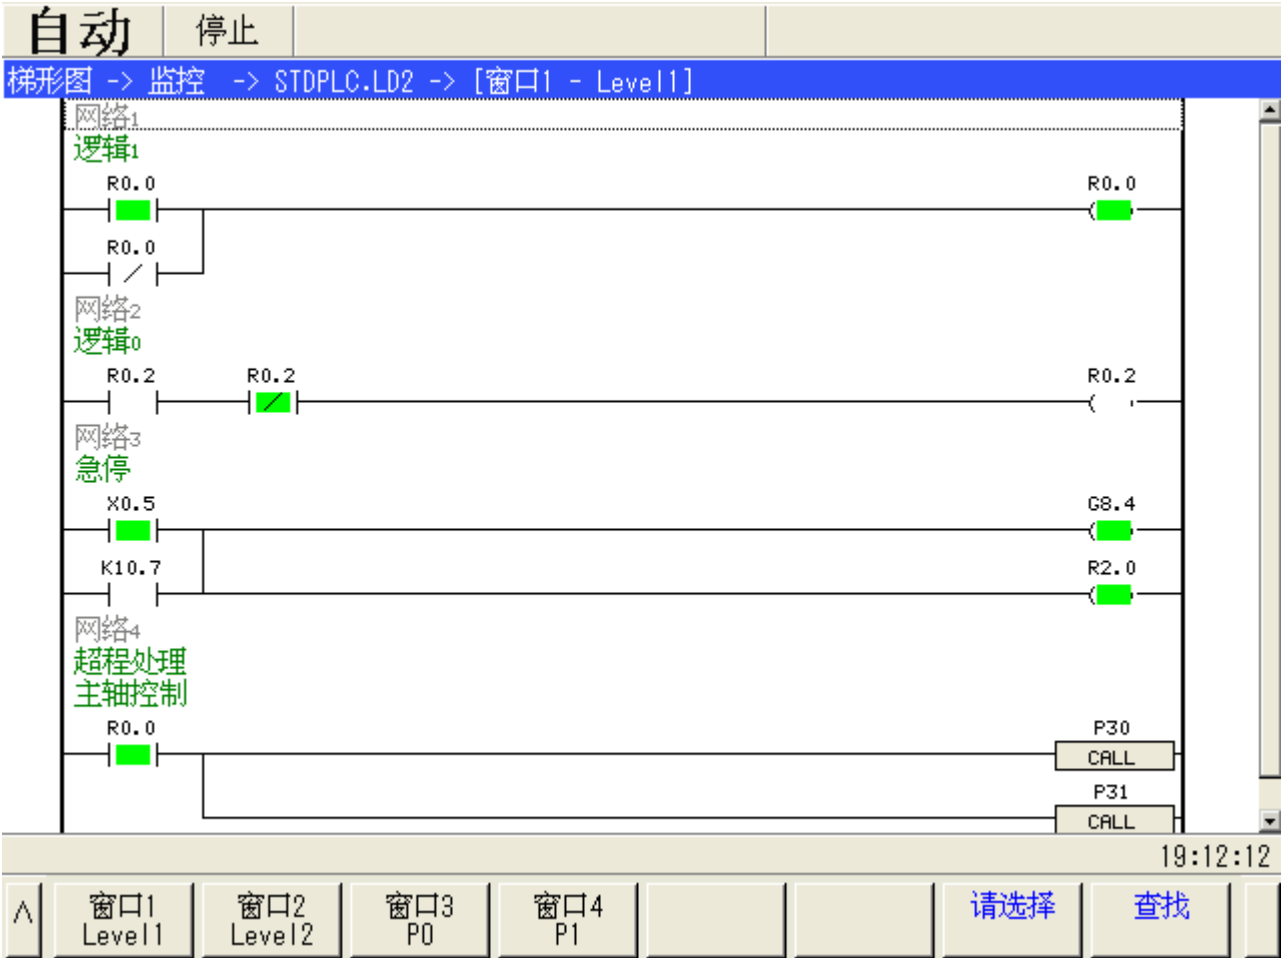 自动 停止
梯形图 -> 监控 -> STDPLC.LD2 -> [窗口1 - Level1]
网络1
逻辑1
R0.0 R0.0
R0.0
网络2
逻辑0
R0.2 R0.2 R0.2
网络3
急停
X0.5 G8.4
K10.7 R2.0
网络4
超程处理
主轴控制
R0.0 P30
CALL
P31
CALL
19:12:12
窗口1 窗口2 窗口3 窗口4 请选择 查找
Level1 Level2 P0 P1